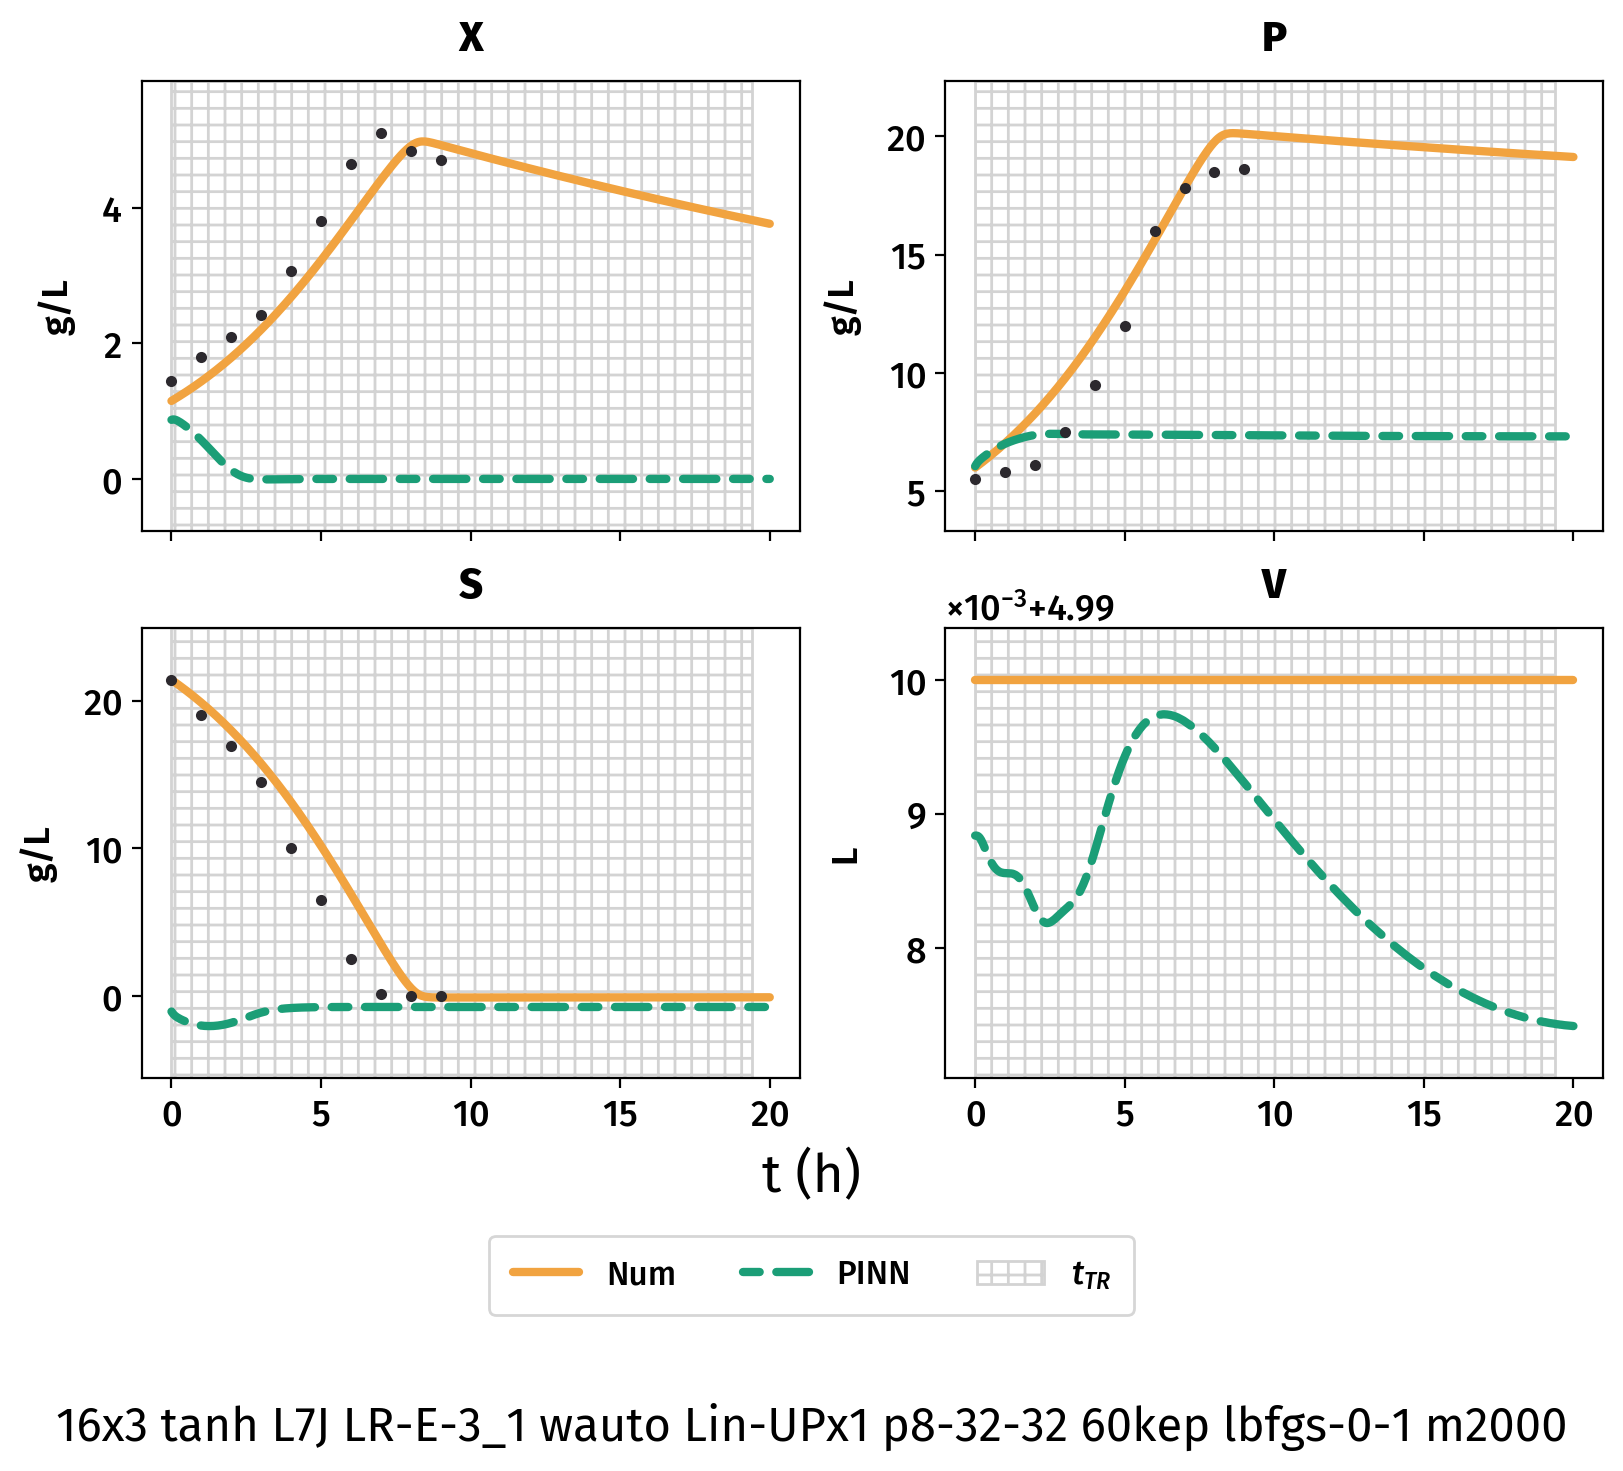 X
P
g/L
4
2
0
g/L
20
15
10
5
S
V
×10⁻³+4.99
g/L
20
10
0
L
10
9
8
0 5 10 15 20
0 5 10 15 20
t (h)
Num PINN t_TR
16x3 tanh L7J LR-E-3_1 wauto Lin-UPx1 p8-32-32 60kep lbfgs-0-1 m2000